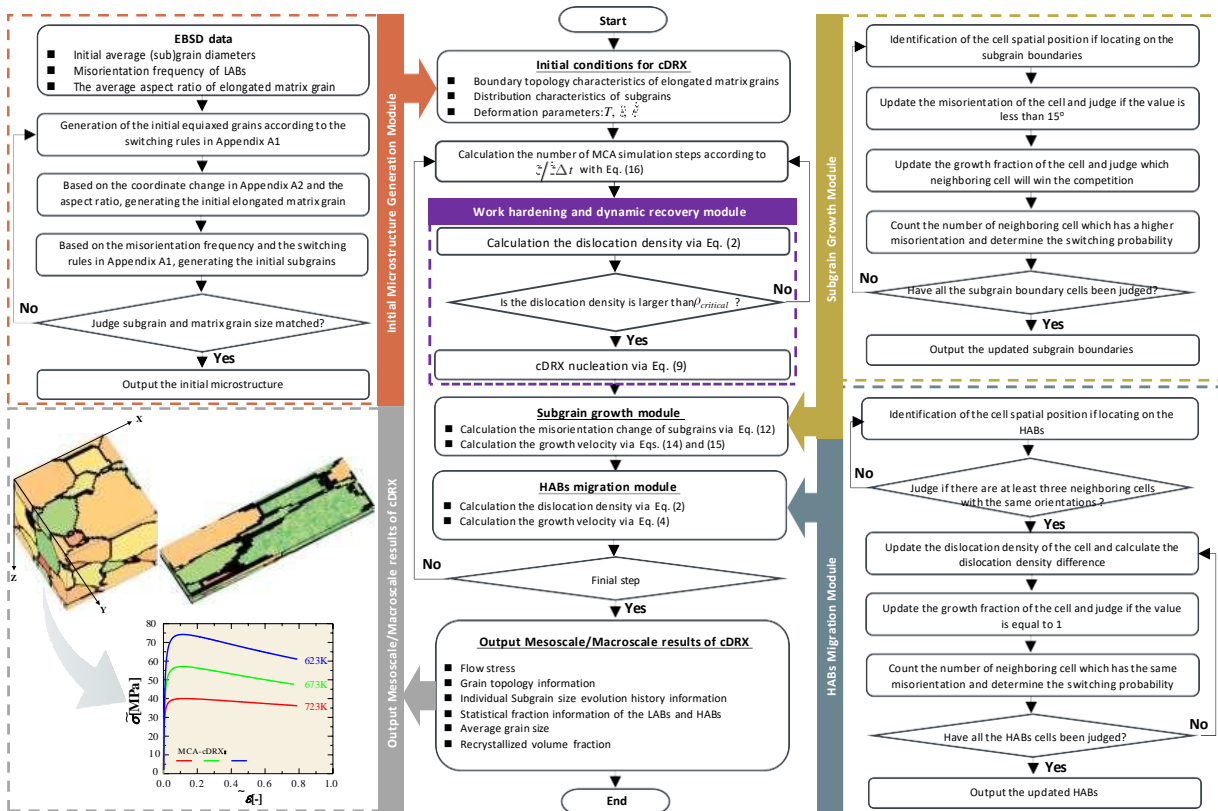 EBSD data
■ Initial average (sub)grain diameters
■ Misorientation frequency of LABs
■ The average aspect ratio of elongated matrix grain
Generation of the initial equiaxed grains according to the
switching rules in Appendix A1
Based on the coordinate change in Appendix A2 and the
aspect ratio, generating the initial elongated matrix grain
Based on the misorientation frequency and the switching
rules in Appendix A1, generating the initial subgrains
No
Judge subgrain and matrix grain size matched?
Yes
Output the initial microstructure
Initial Microstructure Generation Module
X
Z
Y
80
75
70
60
50
40
30
20
10
0
σ̃[MPa]
623K
673K
723K
MCA-cDRX
0.0
0.2
0.4
0.6
0.8
1.0
ε̃[-]
Output Mesoscale/Macroscale results of cDRX
Start
Initial conditions for cDRX
■ Boundary topology characteristics of elongated matrix grains
■ Distribution characteristics of subgrains
■ Deformation parameters: T,
Calculation the number of MCA simulation steps according to
Δt with Eq. (16)
Work hardening and dynamic recovery module
Calculation the dislocation density via Eq. (2)
No
Is the dislocation density is larger than ρcritical ?
Yes
cDRX nucleation via Eq. (9)
Subgrain growth module
■ Calculation the misorientation change of subgrains via Eq. (12)
■ Calculation the growth velocity via Eqs. (14) and (15)
HABs migration module
■ Calculation the dislocation density via Eq. (2)
■ Calculation the growth velocity via Eq. (4)
No
Finial step
Yes
Output Mesoscale/Macroscale results of cDRX
■ Flow stress
■ Grain topology information
■ Individual Subgrain size evolution history information
■ Statistical fraction information of the LABs and HABs
■ Average grain size
■ Recrystallized volume fraction
End
Subgrain Growth Module
Identification of the cell spatial position if locating on the
subgrain boundaries
Update the misorientation of the cell and judge if the value is
less than 15°
Update the growth fraction of the cell and judge which
neighboring cell will win the competition
Count the number of neighboring cell which has a higher
misorientation and determine the switching probability
No
Have all the subgrain boundary cells been judged?
Yes
Output the updated subgrain boundaries
HABs Migration Module
Identification of the cell spatial position if locating on the
HABs
No
Judge if there are at least three neighboring cells
with the same orientations ?
Yes
Update the dislocation density of the cell and calculate the
dislocation density difference
Update the growth fraction of the cell and judge if the value
is equal to 1
Count the number of neighboring cell which has the same
misorientation and determine the switching probability
No
Have all the HABs cells been judged?
Yes
Output the updated HABs